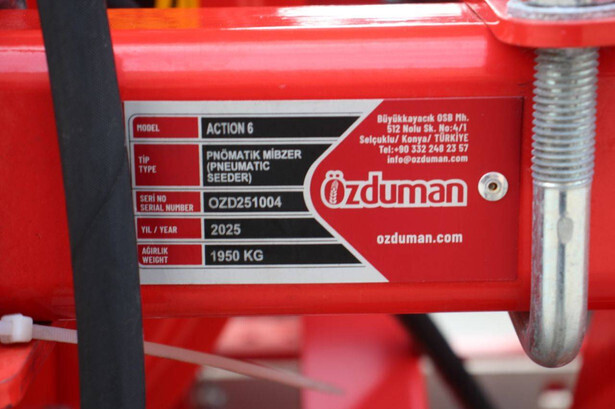 MODEL ACTION 6
TİP
TYPE
PNÖMATİK MİBZER
(PNEUMATIC
SEEDER)
SERİ NO
SERIAL NUMBER
OZD251004
YIL / YEAR 2025
AĞIRLIK
WEIGHT
1950 KG
Büyükkayacık OSB Mh.
512 Nolu Sk. No:4/1
Selçuklu/ Konya/ TÜRKİYE
Tel:+90 332 248 23 57
info@ozduman.com
Özduman
ozduman.com